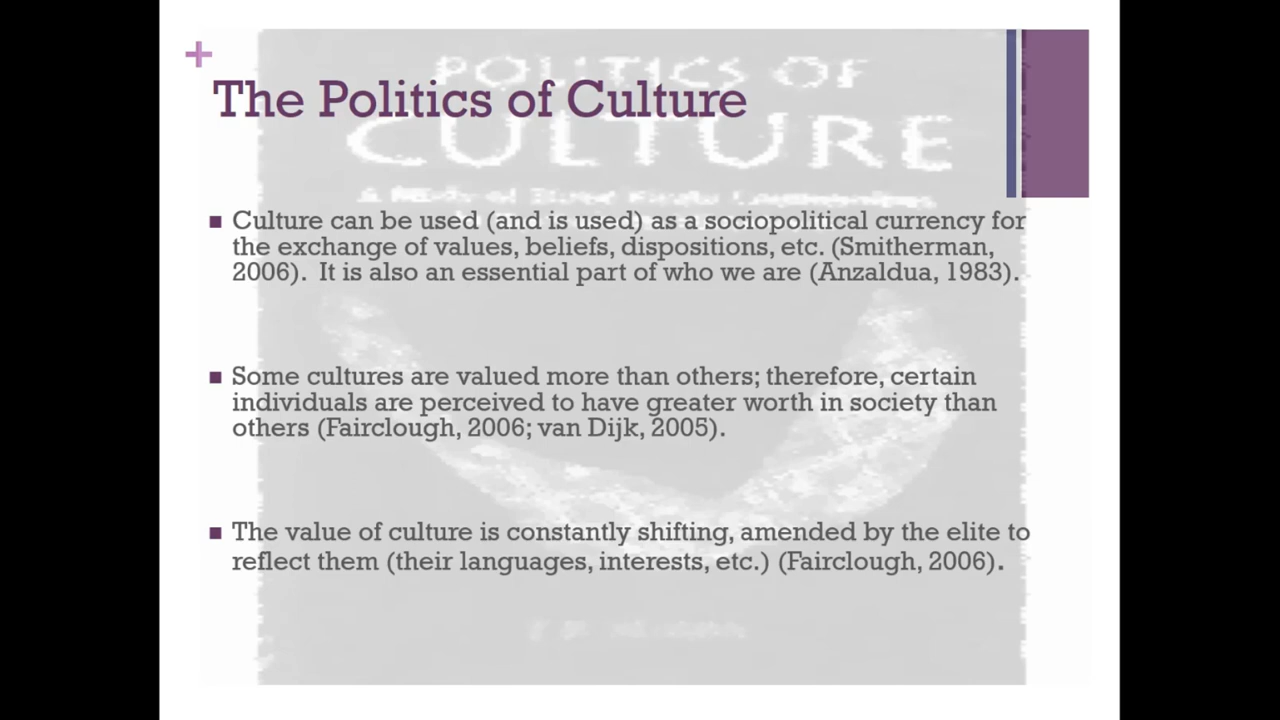 +
POLITICS OF
The Politics of Culture
CULTURE
■ Culture can be used (and is used) as a sociopolitical currency for
the exchange of values, beliefs, dispositions, etc. (Smitherman,
2006).  It is also an essential part of who we are (Anzaldua, 1983).
■ Some cultures are valued more than others; therefore, certain
individuals are perceived to have greater worth in society than
others (Fairclough, 2006; van Dijk, 2005).
■ The value of culture is constantly shifting, amended by the elite to
reflect them (their languages, interests, etc.) (Fairclough, 2006).